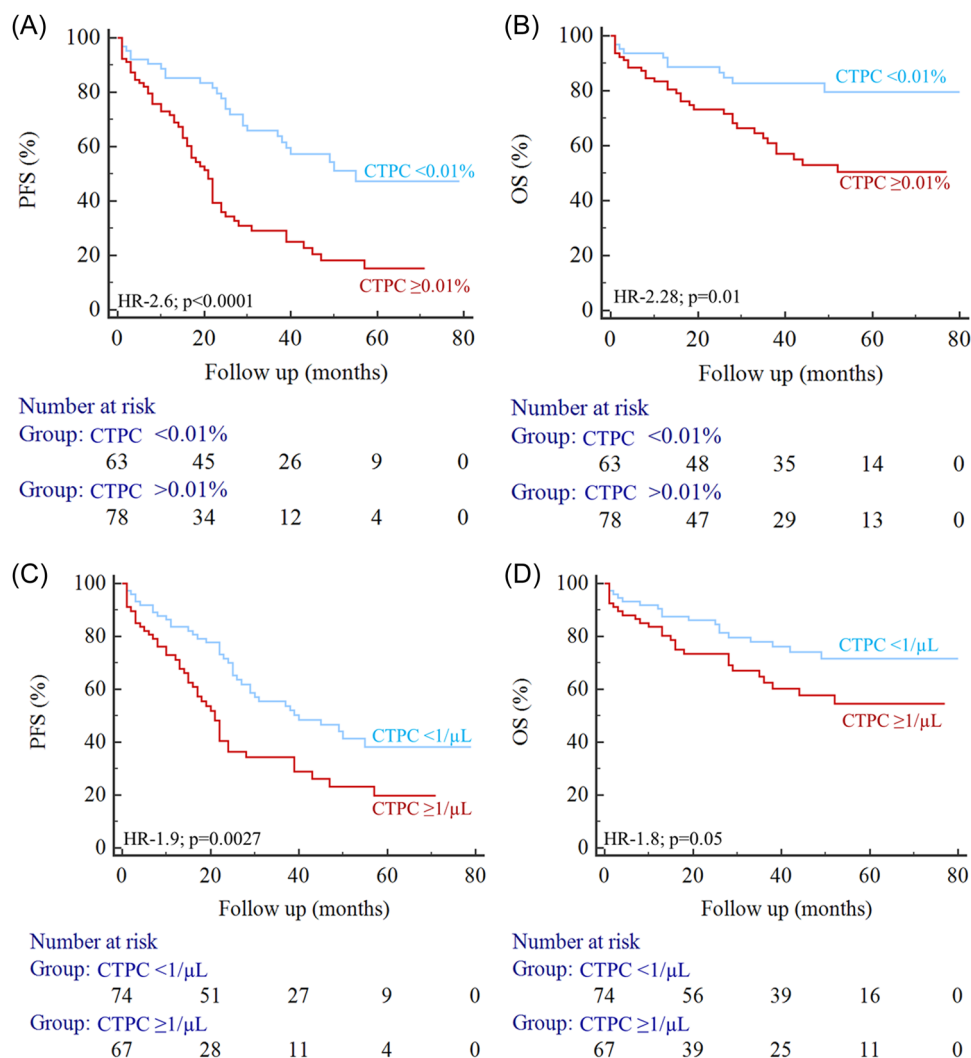 (A)
PFS (%)
100
80
60
40
20
0
CTPC <0.01%
CTPC ≥0.01%
HR-2.6; p<0.0001
0 20 40 60 80
Follow up (months)
Number at risk
Group: CTPC <0.01%
63 45 26 9 0
Group: CTPC >0.01%
78 34 12 4 0
(B)
OS (%)
100
80
60
40
20
0
CTPC <0.01%
CTPC ≥0.01%
HR-2.28; p=0.01
0 20 40 60 80
Follow up (months)
Number at risk
Group: CTPC <0.01%
63 48 35 14 0
Group: CTPC >0.01%
78 47 29 13 0
(C)
PFS (%)
100
80
60
40
20
0
CTPC <1/µL
CTPC ≥1/µL
HR-1.9; p=0.0027
0 20 40 60 80
Follow up (months)
Number at risk
Group: CTPC <1/µL
74 51 27 9 0
Group: CTPC ≥1/µL
67 28 11 4 0
(D)
OS (%)
100
80
60
40
20
0
CTPC <1/µL
CTPC ≥1/µL
HR-1.8; p=0.05
0 20 40 60 80
Follow up (months)
Number at risk
Group: CTPC <1/µL
74 56 39 16 0
Group: CTPC ≥1/µL
67 39 25 11 0